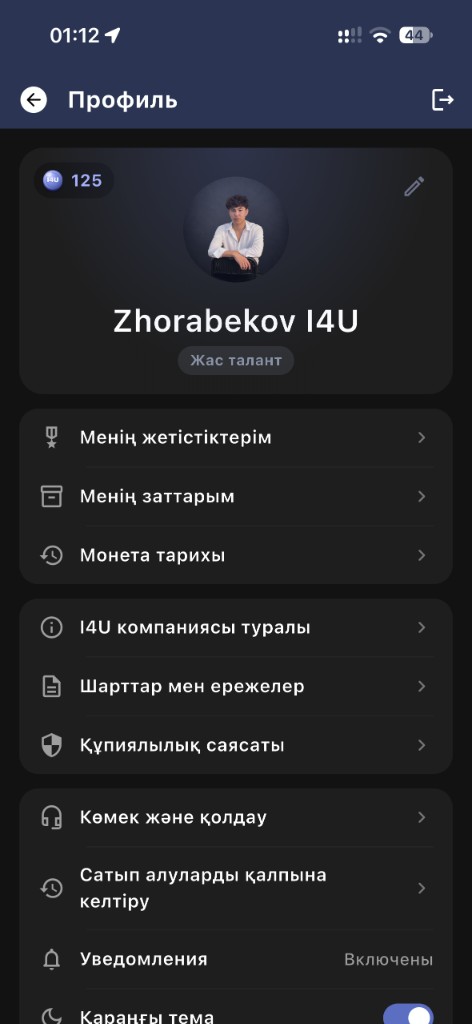 01:12
44
Профиль
I4U 125
Zhorabekov I4U
Жас талант
Менің жетістіктерім
Менің заттарым
Монета тарихы
I4U компаниясы туралы
Шарттар мен ережелер
Құпиялылық саясаты
Көмек және қолдау
Сатып алуларды қалпына
келтіру
Уведомления Включены
Қараңғы тема